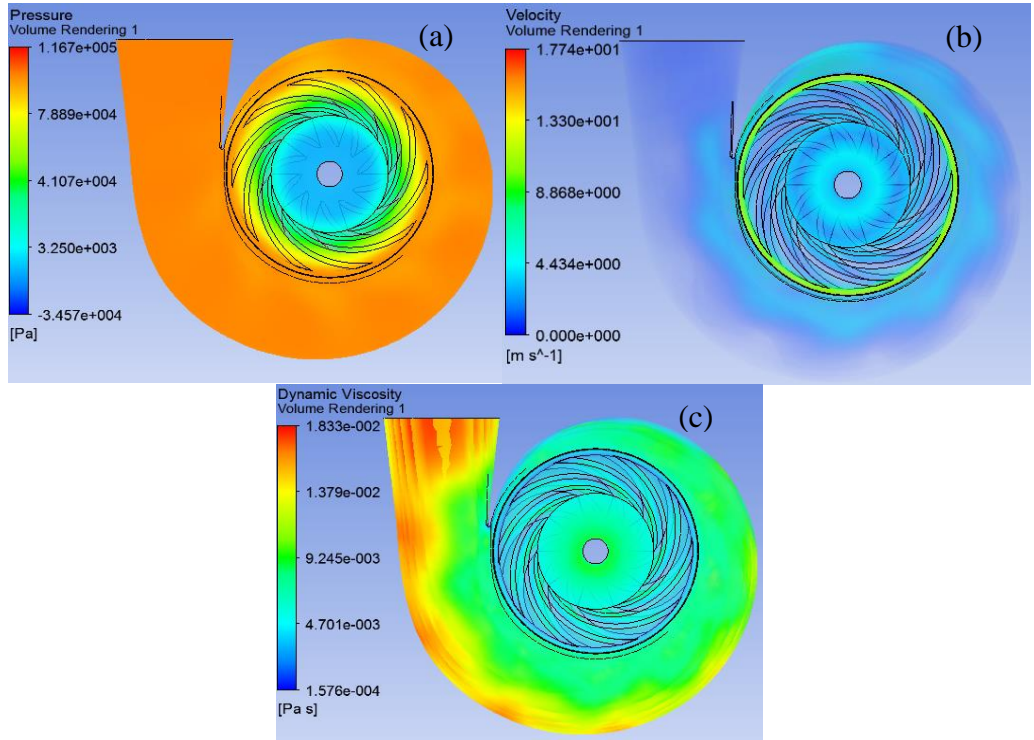 Pressure
Volume Rendering 1
(a)
1.167e+005
7.889e+004
4.107e+004
3.250e+003
-3.457e+004
[Pa]
Velocity
Volume Rendering 1
(b)
1.774e+001
1.330e+001
8.868e+000
4.434e+000
0.000e+000
[m s^-1]
Dynamic Viscosity
Volume Rendering 1
(c)
1.833e-002
1.379e-002
9.245e-003
4.701e-003
1.576e-004
[Pa s]